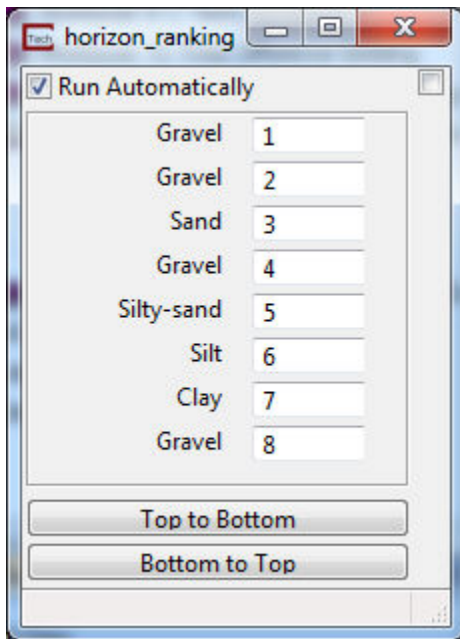 Tech horizon_ranking
Run Automatically
Gravel 1
Gravel 2
Sand 3
Gravel 4
Silty-sand 5
Silt 6
Clay 7
Gravel 8
Top to Bottom
Bottom to Top